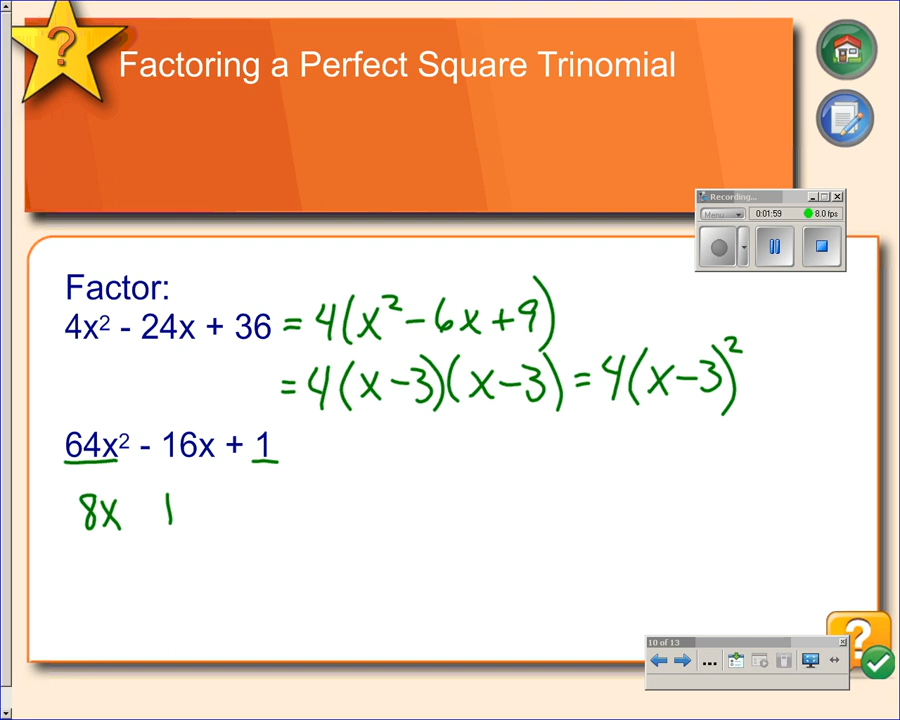 ?
Factoring a Perfect Square Trinomial
Recording...
Menu
0:01:59
8.0 fps
Factor:
4x² - 24x + 36 = 4(x² - 6x + 9)
= 4(x - 3)(x - 3) = 4(x - 3)²
64x² - 16x + 1
8x 1
10 of 13
...
?